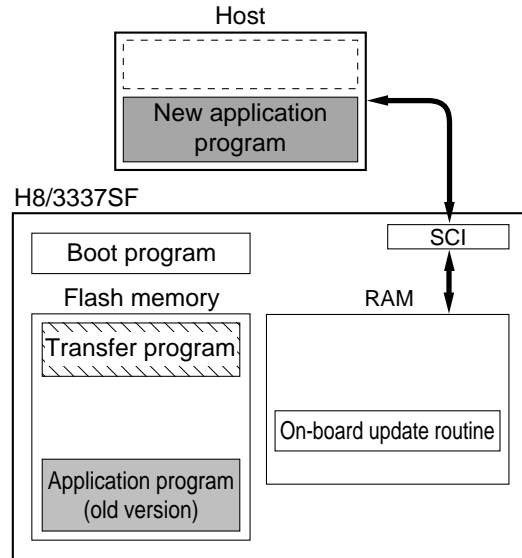 Host
New application
program
H8/3337SF
SCI
Boot program
Flash memory
RAM
Transfer program
On-board update routine
Application program
(old version)